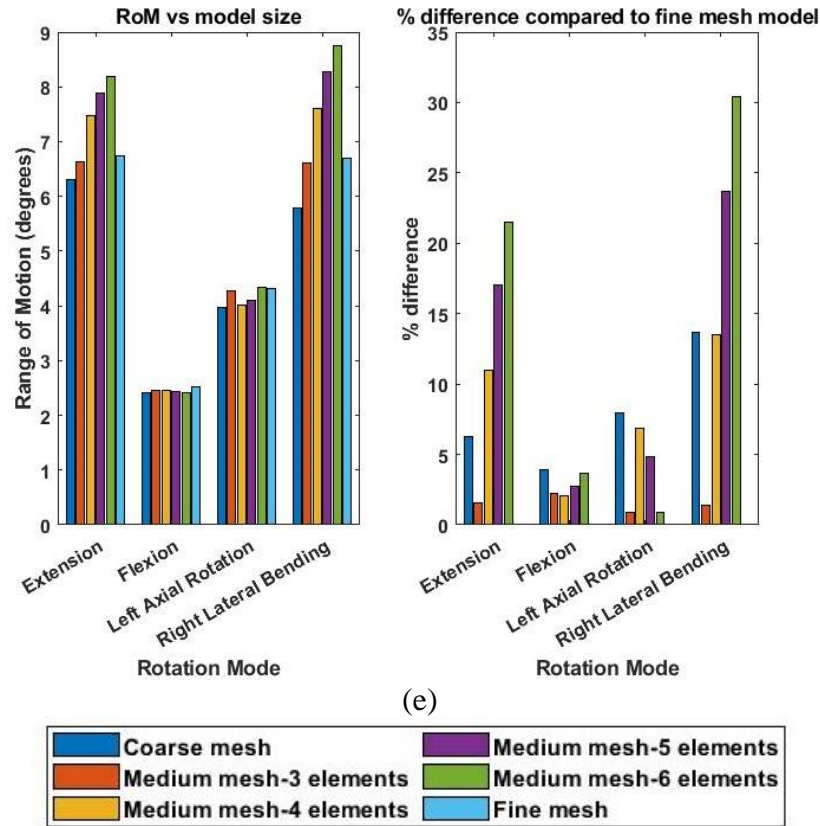 RoM vs model size
9
8
7
6
5
4
3
2
1
0
Range of Motion (degrees)
Extension
Flexion
Left Axial Rotation
Right Lateral Bending
Rotation Mode
% difference compared to fine mesh model
35
30
25
20
15
10
5
0
% difference
Extension
Flexion
Left Axial Rotation
Right Lateral Bending
Rotation Mode
(e)
Coarse mesh
Medium mesh-3 elements
Medium mesh-4 elements
Medium mesh-5 elements
Medium mesh-6 elements
Fine mesh